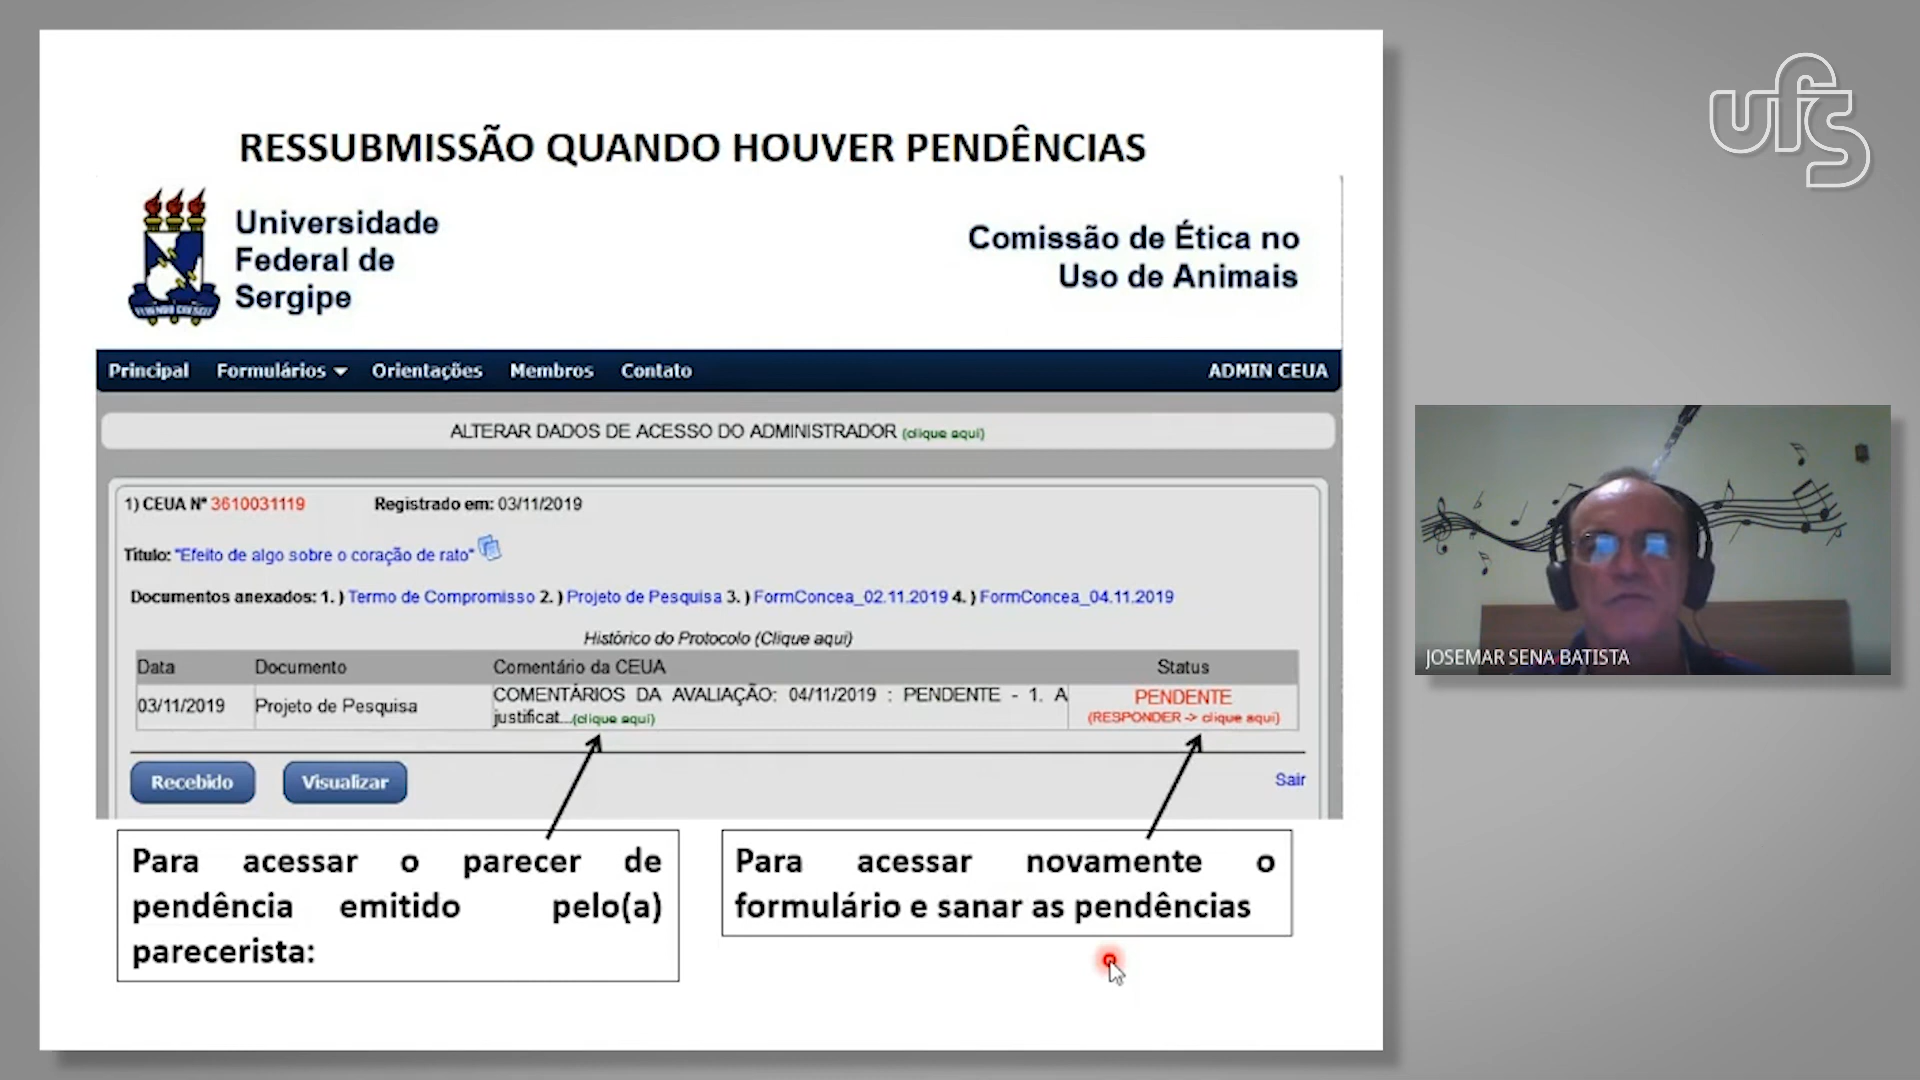 ufs
RESSUBMISSÃO QUANDO HOUVER PENDÊNCIAS
Universidade
Federal de
Sergipe
Comissão de Ética no
Uso de Animais
Principal Formulários Orientações Membros Contato ADMIN CEUA
ALTERAR DADOS DE ACESSO DO ADMINISTRADOR (clique aqui)
1) CEUA Nº 3610031119 Registrado em: 03/11/2019
Título: "Efeito de algo sobre o coração de rato"
Documentos anexados: 1. ) Termo de Compromisso 2. ) Projeto de Pesquisa 3. ) FormConcea_02.11.2019 4. ) FormConcea_04.11.2019
Histórico do Protocolo (Clique aqui)
Data Documento Comentário da CEUA Status
03/11/2019 Projeto de Pesquisa COMENTÁRIOS DA AVALIAÇÃO: 04/11/2019 : PENDENTE - 1. A
justificat...(clique aqui)
PENDENTE
(RESPONDER -> clique aqui)
Recebido Visualizar Sair
Para acessar o parecer de
pendência emitido pelo(a)
parecerista:
Para acessar novamente o
formulário e sanar as pendências
JOSEMAR SENA BATISTA